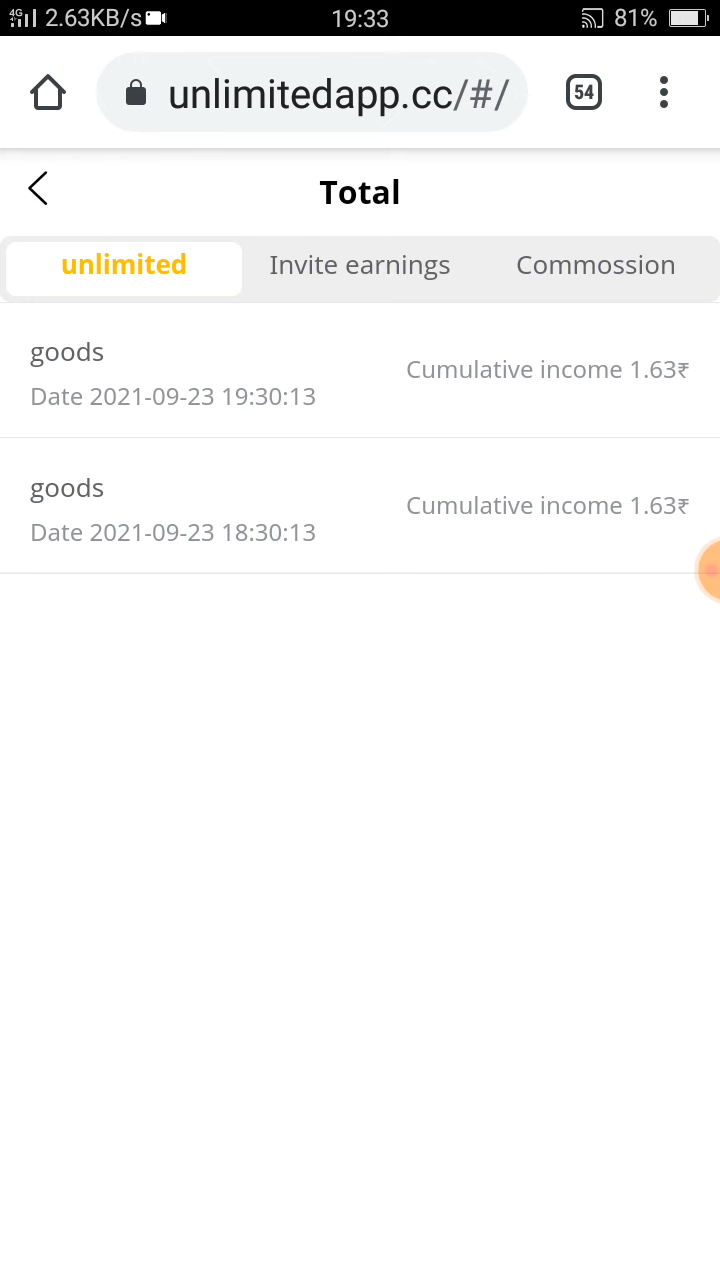 4G 2.63KB/s 19:33 81%
unlimitedapp.cc/#/ 54
Total
unlimited Invite earnings Commossion
goods
Cumulative income 1.63₹
Date 2021-09-23 19:30:13
goods
Cumulative income 1.63₹
Date 2021-09-23 18:30:13